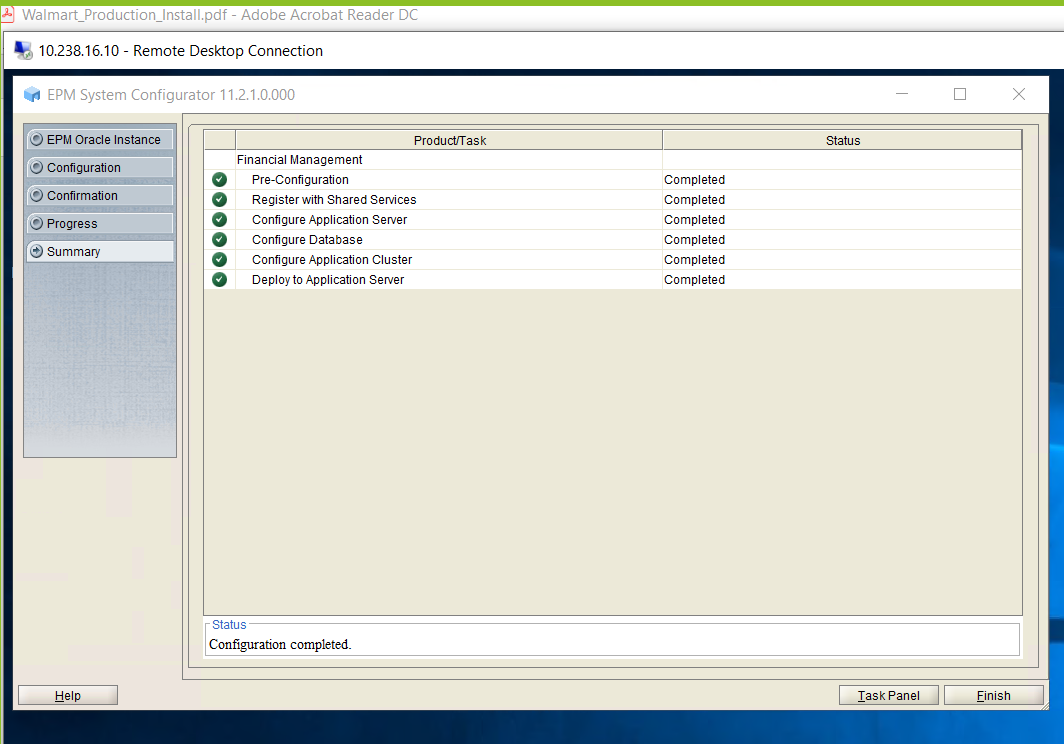 Walmart_Production_Install.pdf - Adobe Acrobat Reader DC
10.238.16.10 - Remote Desktop Connection
EPM System Configurator 11.2.1.0.000
EPM Oracle Instance
Configuration
Confirmation
Progress
Summary
Product/Task Status
Financial Management
Pre-Configuration Completed
Register with Shared Services Completed
Configure Application Server Completed
Configure Database Completed
Configure Application Cluster Completed
Deploy to Application Server Completed
Status
Configuration completed.
Help Task Panel Finish